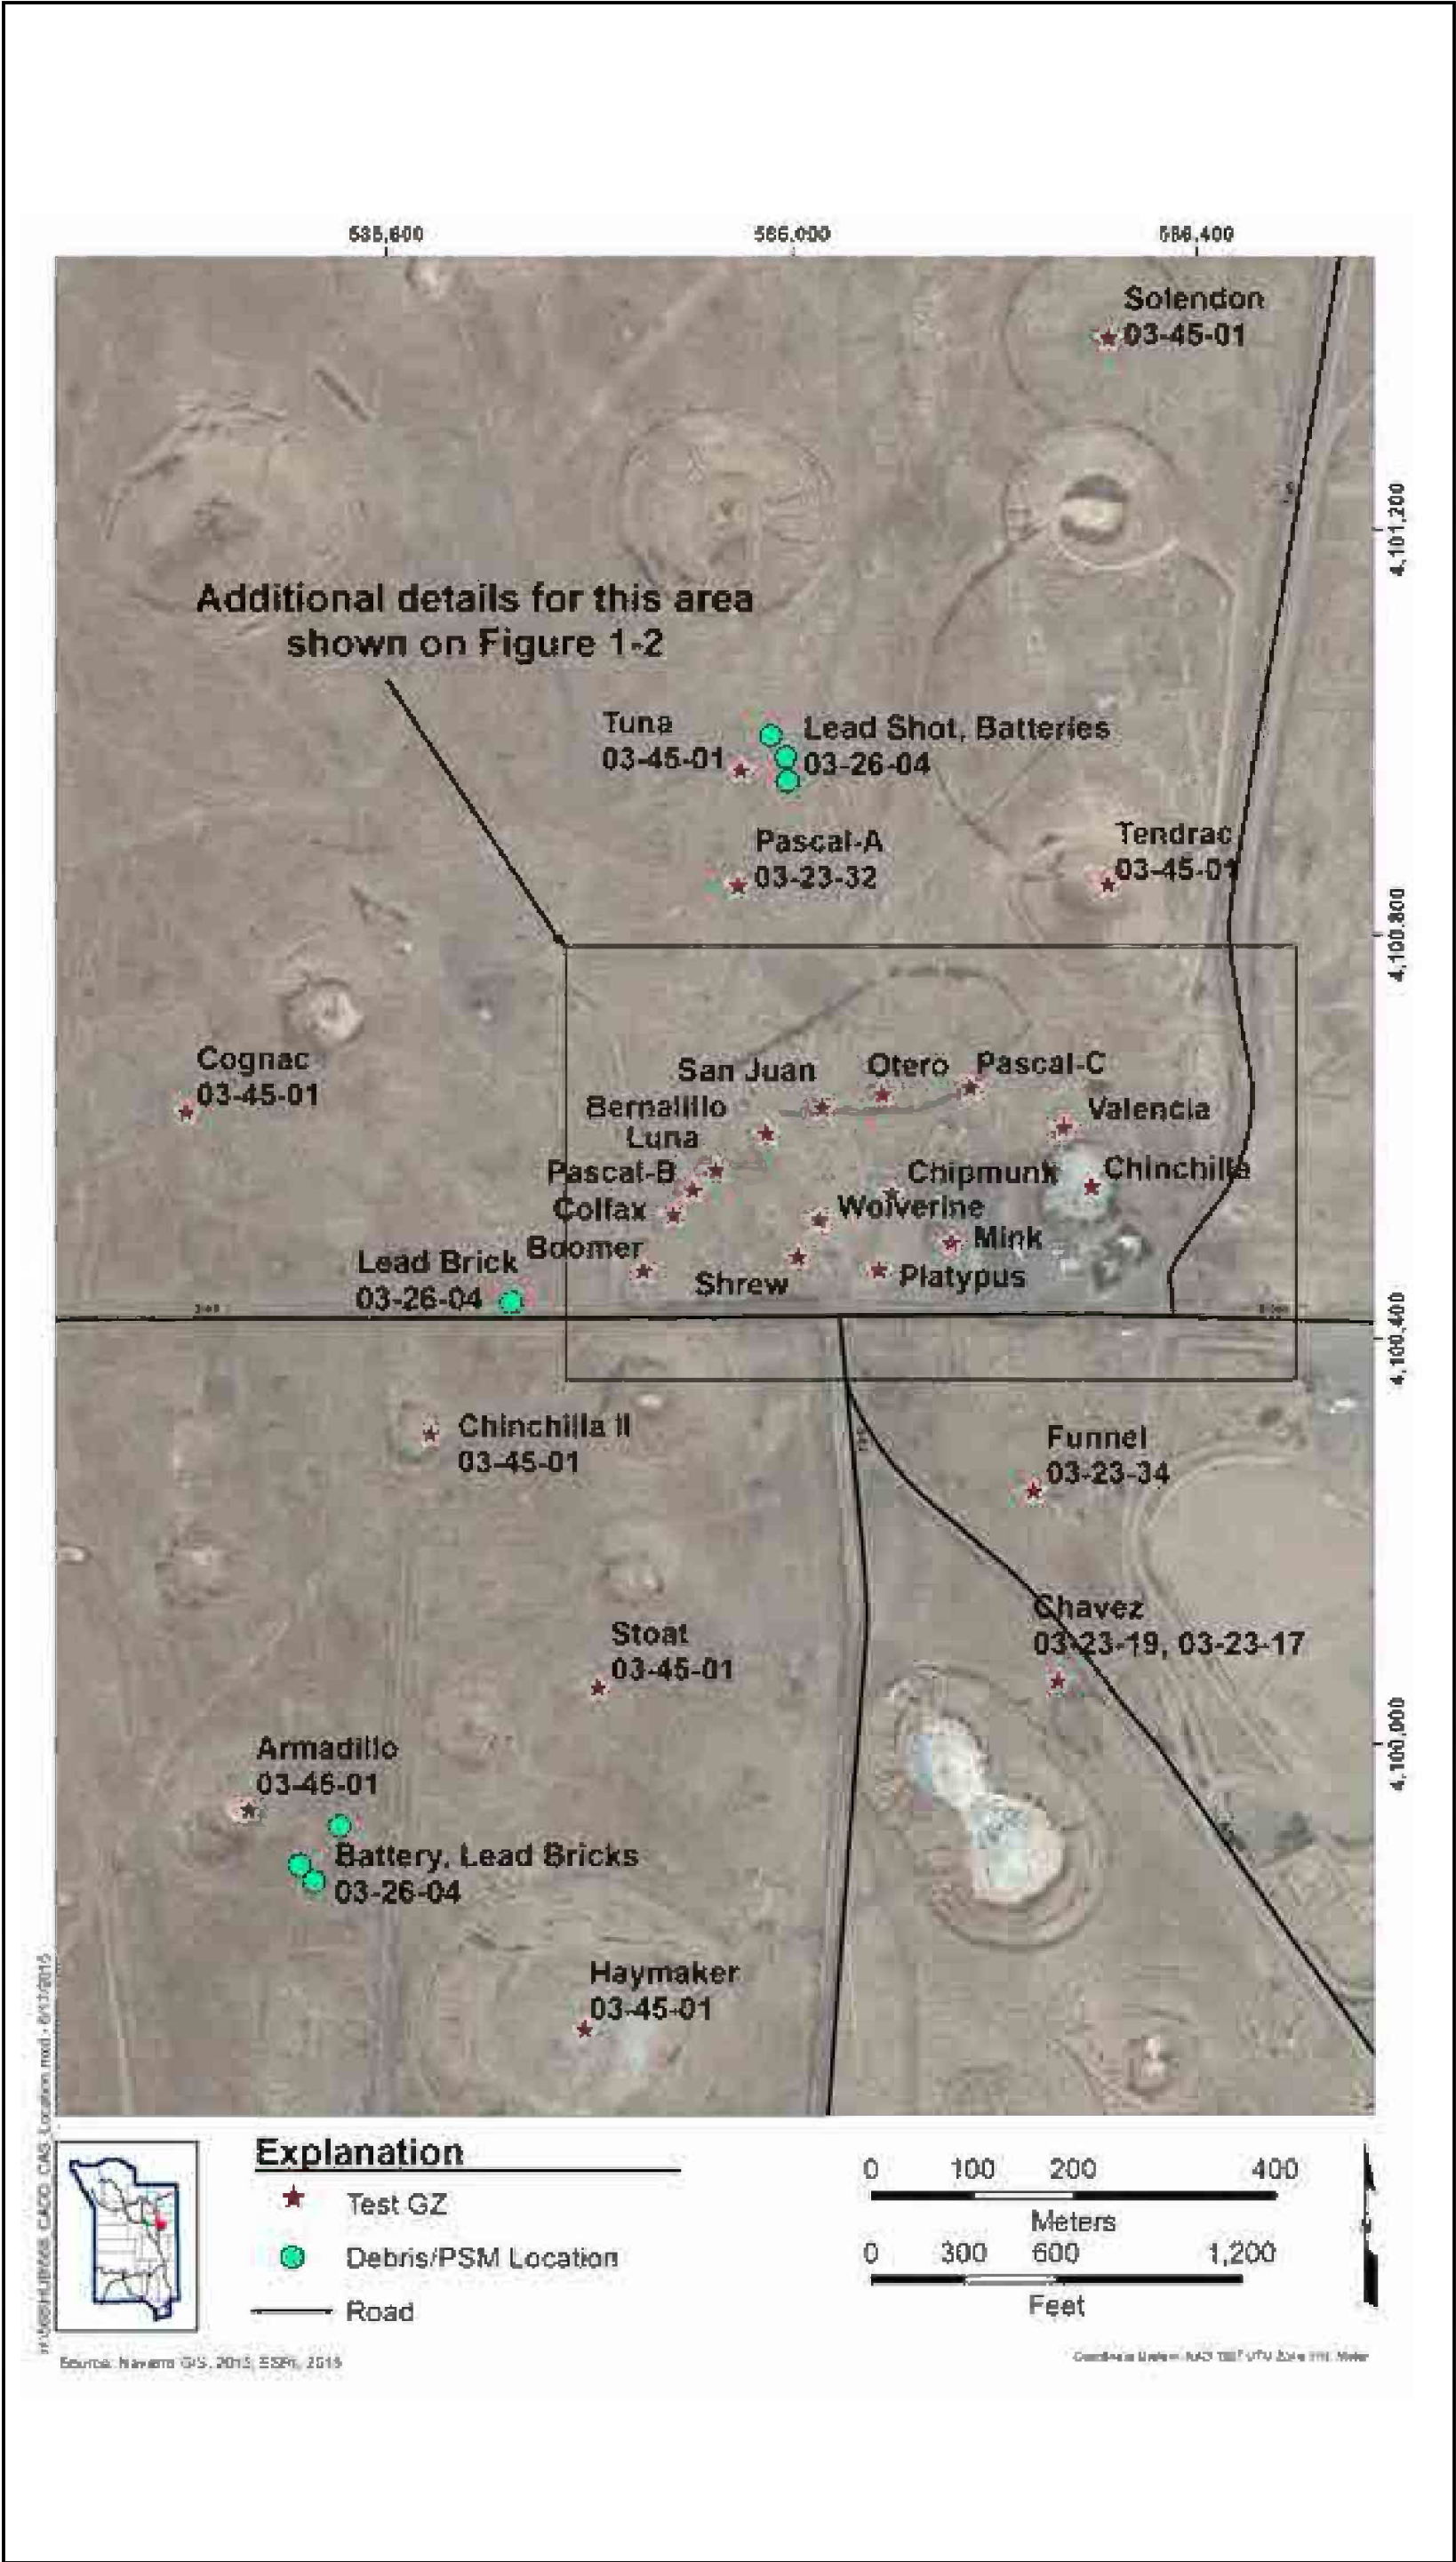 586,000
Solendon
03-45-01
4,101,200
Additional details for this area
shown on Figure 1-2
Tuna
03-45-01
Lead Shot, Batteries
03-26-04
Pascal-A
03-23-32
Tendrac
03-45-01
4,100,800
Cognac
03-45-01
San Juan
Otero
Pascal-C
Bernalillo
Valencia
Luna
Pascal-B
Chipmunk
Chinchilla
Colfax
Wolverine
Boomer
Mink
Lead Brick
03-26-04
Shrew
Platypus
4,100,400
Chinchilla II
03-45-01
Funnel
03-23-34
Chavez
03-23-19, 03-23-17
Stoat
03-45-01
4,100,000
Armadillo
03-45-01
Battery, Lead Bricks
03-26-04
Haymaker
03-45-01
Explanation
Test GZ
Debris/PSM Location
Road
0 100 200 400
Meters
0 300 600 1,200
Feet
Source: Navarro GIS, 2015; ESRI, 2015